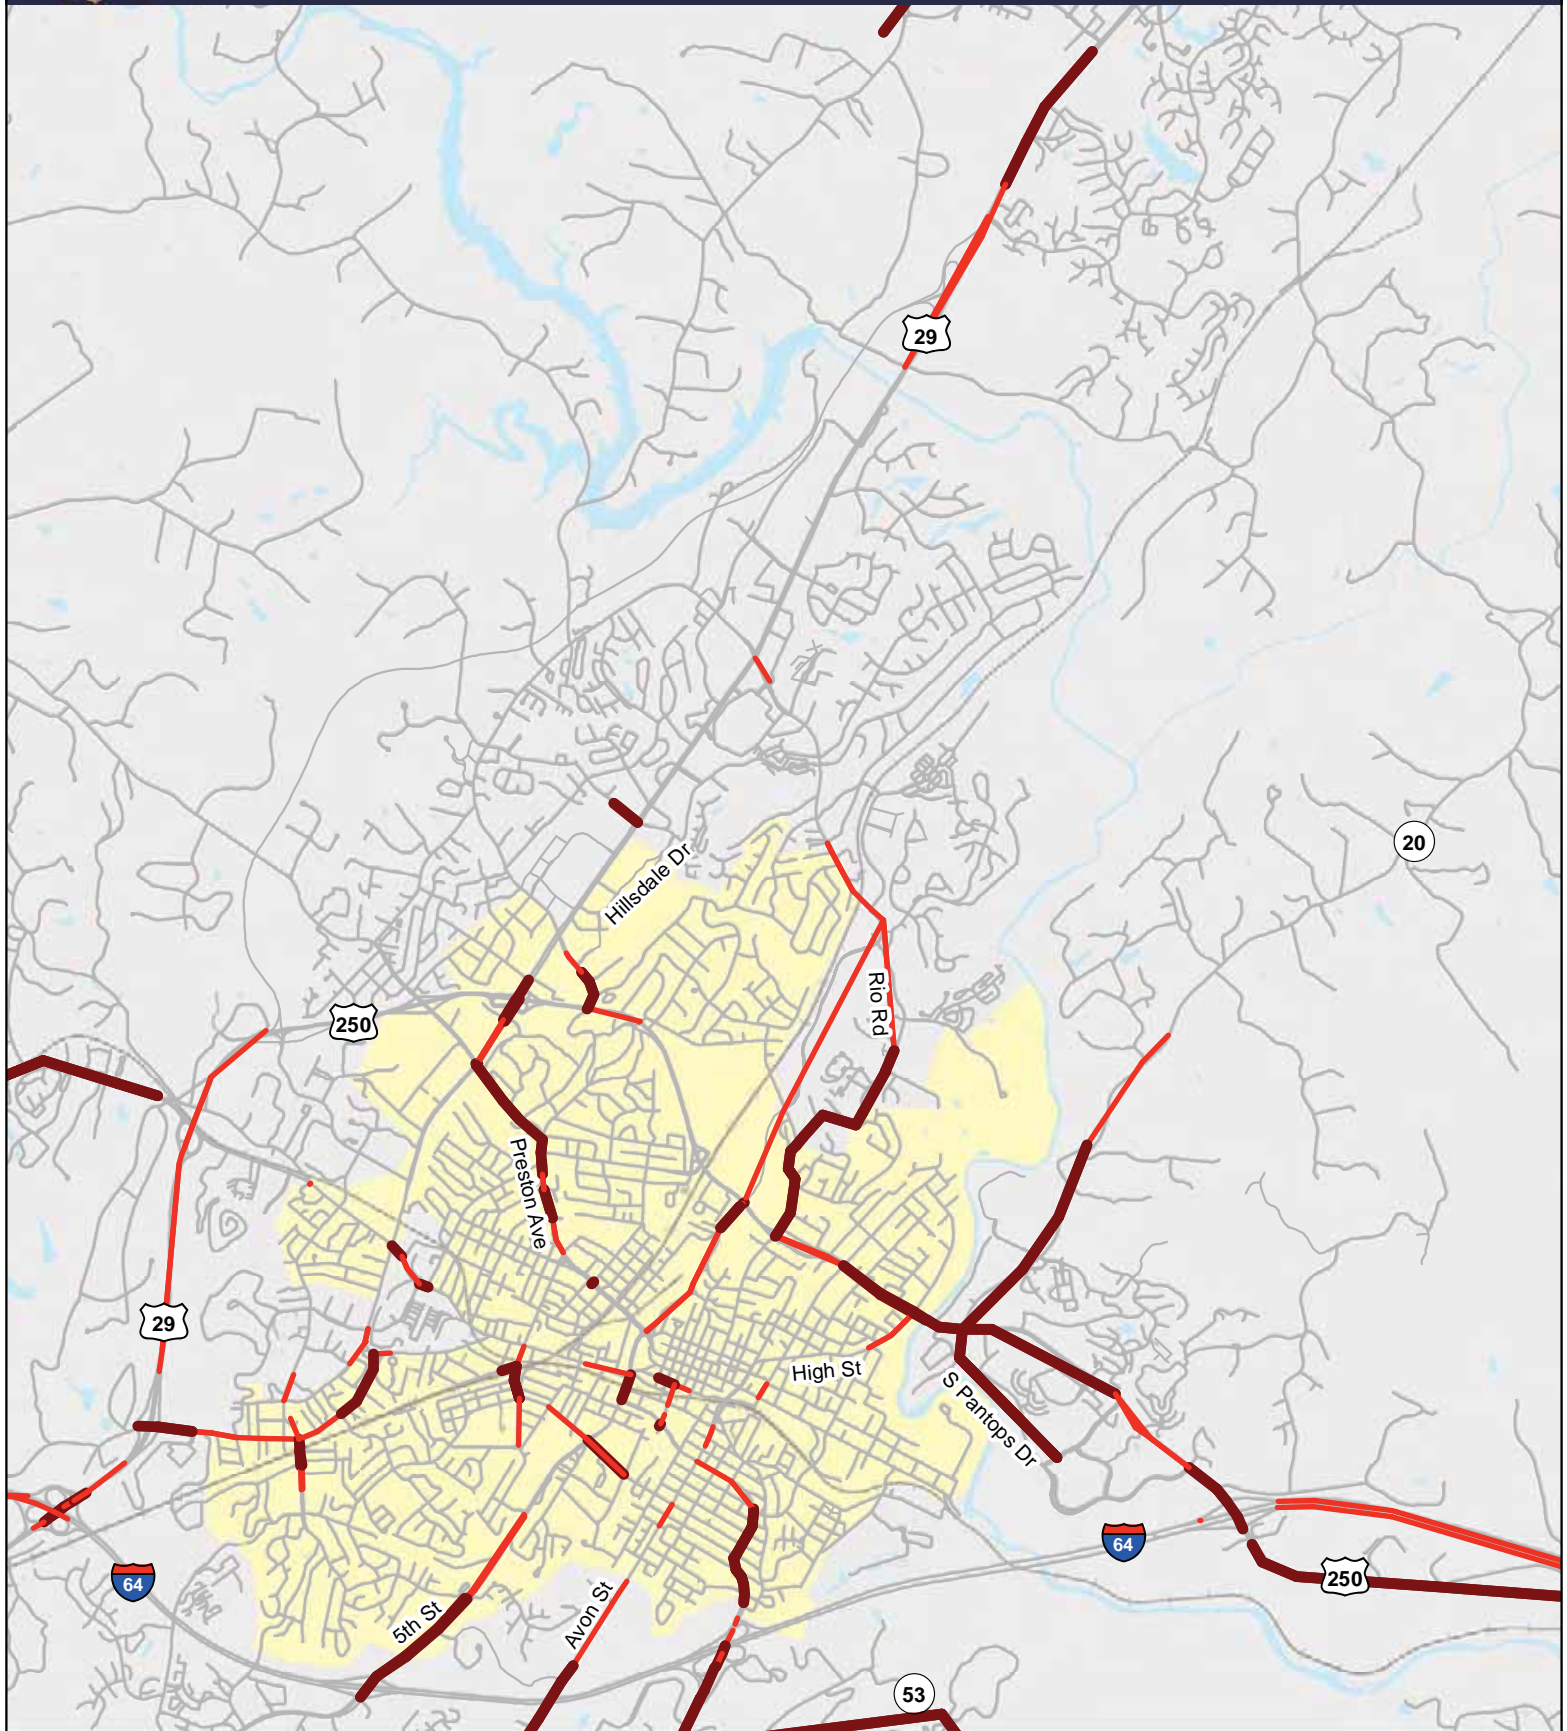 29
Hillsdale Dr
20
Rio Rd
250
Preston Ave
29
High St
S Pantops Dr
64
250
64
5th St
Avon St
53